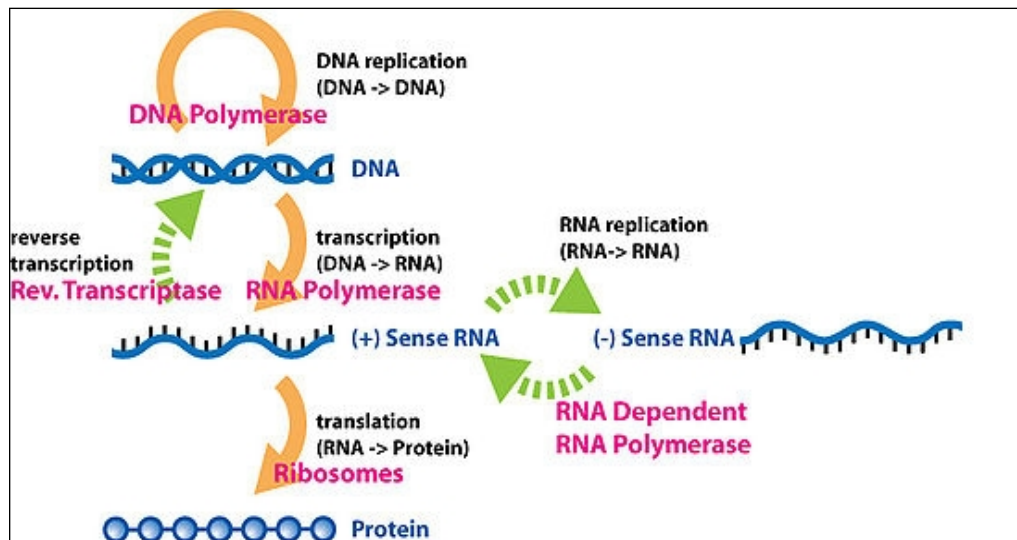 DNA replication
(DNA -> DNA)
DNA Polymerase
DNA
reverse
transcription
Rev. Transcriptase
transcription
(DNA -> RNA)
RNA Polymerase
RNA replication
(RNA-> RNA)
(+) Sense RNA
(-) Sense RNA
RNA Dependent
RNA Polymerase
translation
(RNA -> Protein)
Ribosomes
Protein